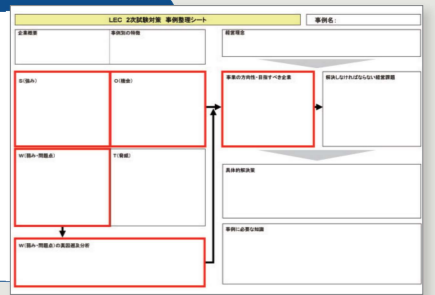 LEC 2次試験対策 事例整理シート
事例名:
企業概要
事例別の特徴
経営理念
S(強み)
O(機会)
事業の方向性・目指すべき企業
解決しなければならない経営課題
W(弱み・問題点)
T(脅威)
具体的解決策
W(弱み・問題点)の真因遡及分析
事例に必要な知識